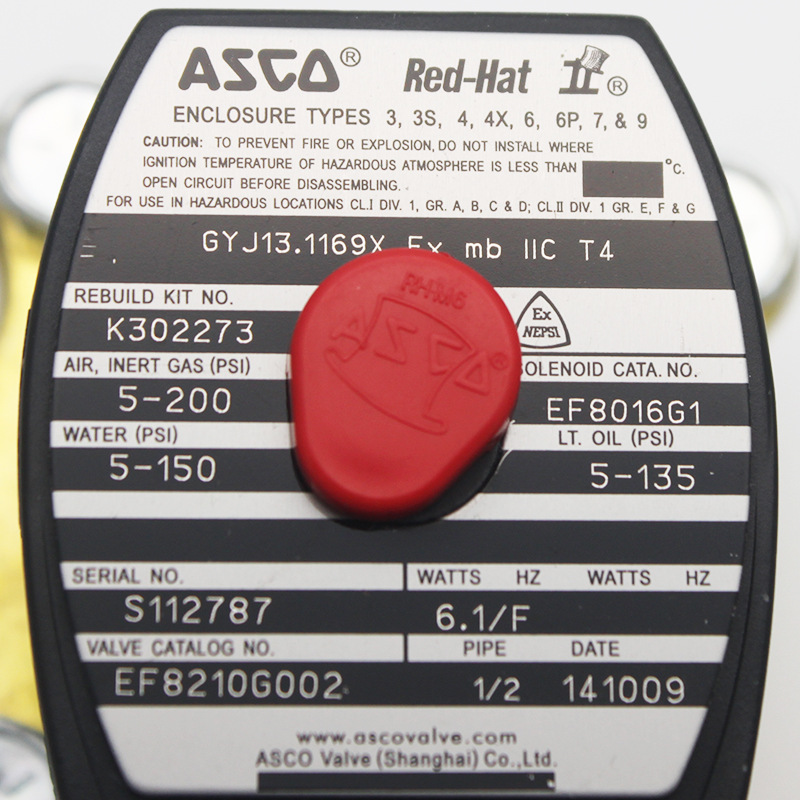 ASCO® Red-Hat II®
ENCLOSURE TYPES 3, 3S, 4, 4X, 6, 6P, 7, & 9
CAUTION: TO PREVENT FIRE OR EXPLOSION, DO NOT INSTALL WHERE
IGNITION TEMPERATURE OF HAZARDOUS ATMOSPHERE IS LESS THAN °C.
OPEN CIRCUIT BEFORE DISASSEMBLING.
FOR USE IN HAZARDOUS LOCATIONS CL.I DIV. 1, GR. A, B, C & D; CL.II DIV. 1 GR. E, F & G
GYJ13.1169X Ex mb IIC T4
RHM6
ASCO®
REBUILD KIT NO.
K302273
Ex
NEPSI
AIR, INERT GAS (PSI) SOLENOID CATA. NO.
5-200 EF8016G1
WATER (PSI) LT. OIL (PSI)
5-150 5-135
SERIAL NO. WATTS HZ WATTS HZ
S112787 6.1/F
VALVE CATALOG NO. PIPE DATE
EF8210G002 1/2 141009
www.ascovalve.com
ASCO Valve (Shanghai) Co., Ltd.